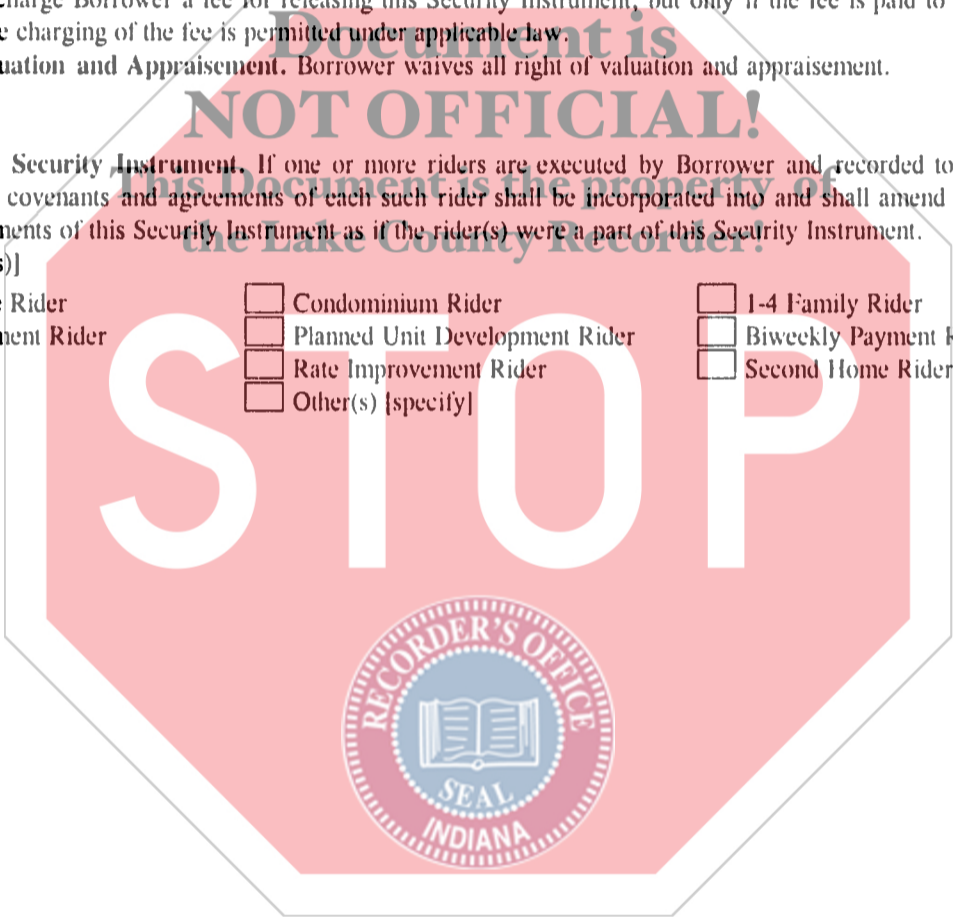 charge Borrower a fee for releasing this Security Instrument, but only if the fee is paid to
e charging of the fee is permitted under applicable law.
Document is
uation and Appraisement. Borrower waives all right of valuation and appraisement.
NOT OFFICIAL!
Security Instrument. If one or more riders are executed by Borrower and recorded to
This Document is the property of
covenants and agreements of each such rider shall be incorporated into and shall amend
nents of this Security Instrument as if the rider(s) were a part of this Security Instrument.
the Lake County Recorder!
s)]
e Rider
Condominium Rider
1-4 Family Rider
ment Rider
Planned Unit Development Rider
Biweekly Payment R
Rate Improvement Rider
Second Home Rider
Other(s) [specify]
STOP
RECORDER'S OFFICE
SEAL
INDIANA